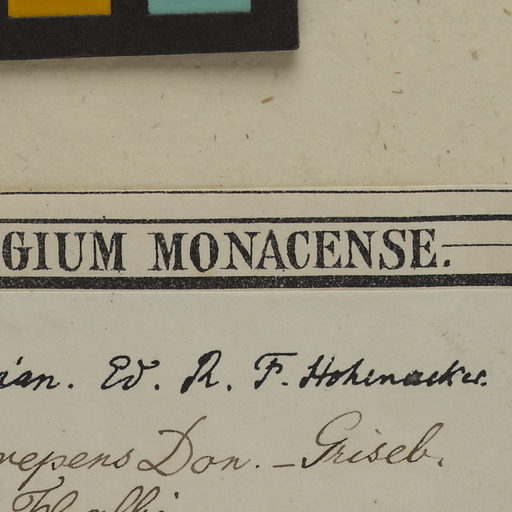 GIUM MONACENSE.
ian. Ed. R. F. Hohenacker.
repens Don. — Griseb.